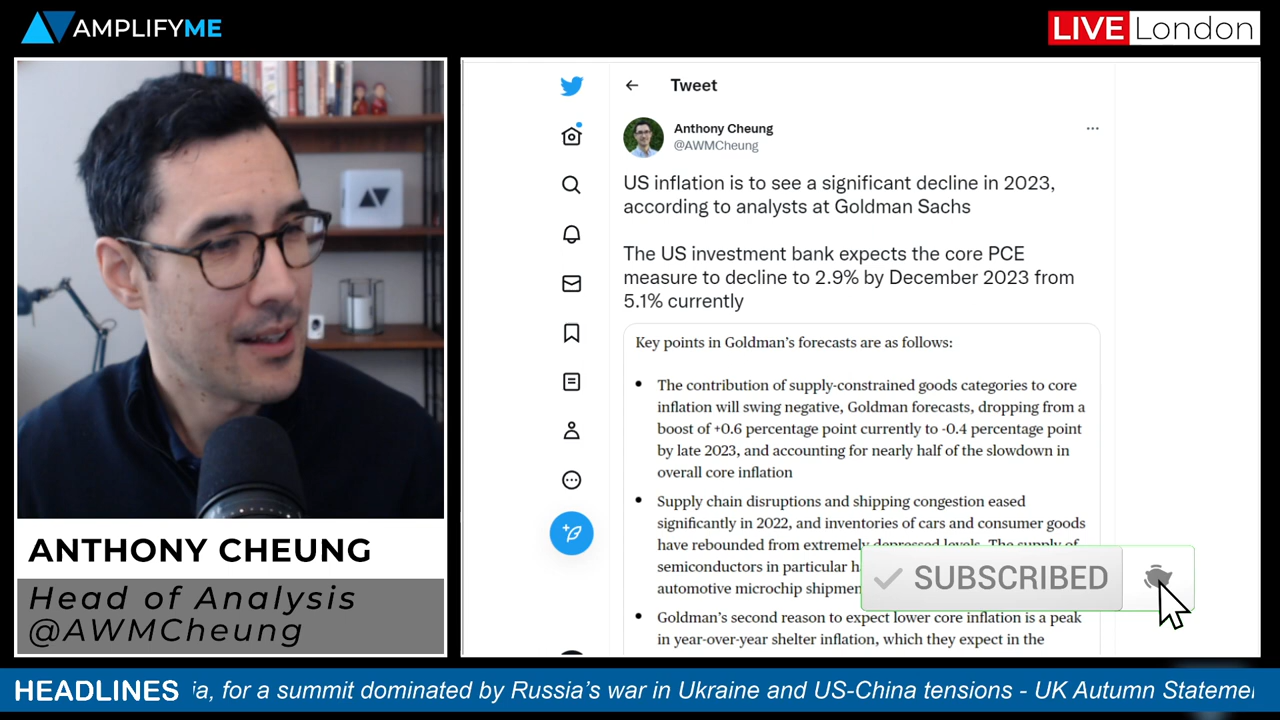 AMPLIFYME
LIVE London
ANTHONY CHEUNG
Head of Analysis
@AWMCheung
Tweet
Anthony Cheung
@AWMCheung
US inflation is to see a significant decline in 2023,
according to analysts at Goldman Sachs
The US investment bank expects the core PCE
measure to decline to 2.9% by December 2023 from
5.1% currently
Key points in Goldman's forecasts are as follows:
• The contribution of supply-constrained goods categories to core
inflation will swing negative, Goldman forecasts, dropping from a
boost of +0.6 percentage point currently to -0.4 percentage point
by late 2023, and accounting for nearly half of the slowdown in
overall core inflation
• Supply chain disruptions and shipping congestion eased
significantly in 2022, and inventories of cars and consumer goods
have rebounded from extremely depressed levels. The supply of
semiconductors in particular
automotive microchip
SUBSCRIBED
• Goldman's second reason to expect lower core inflation is a peak
in year-over-year shelter inflation, which they expect in the
HEADLINES for a summit dominated by Russia's war in Ukraine and US-China tensions - UK Autumn